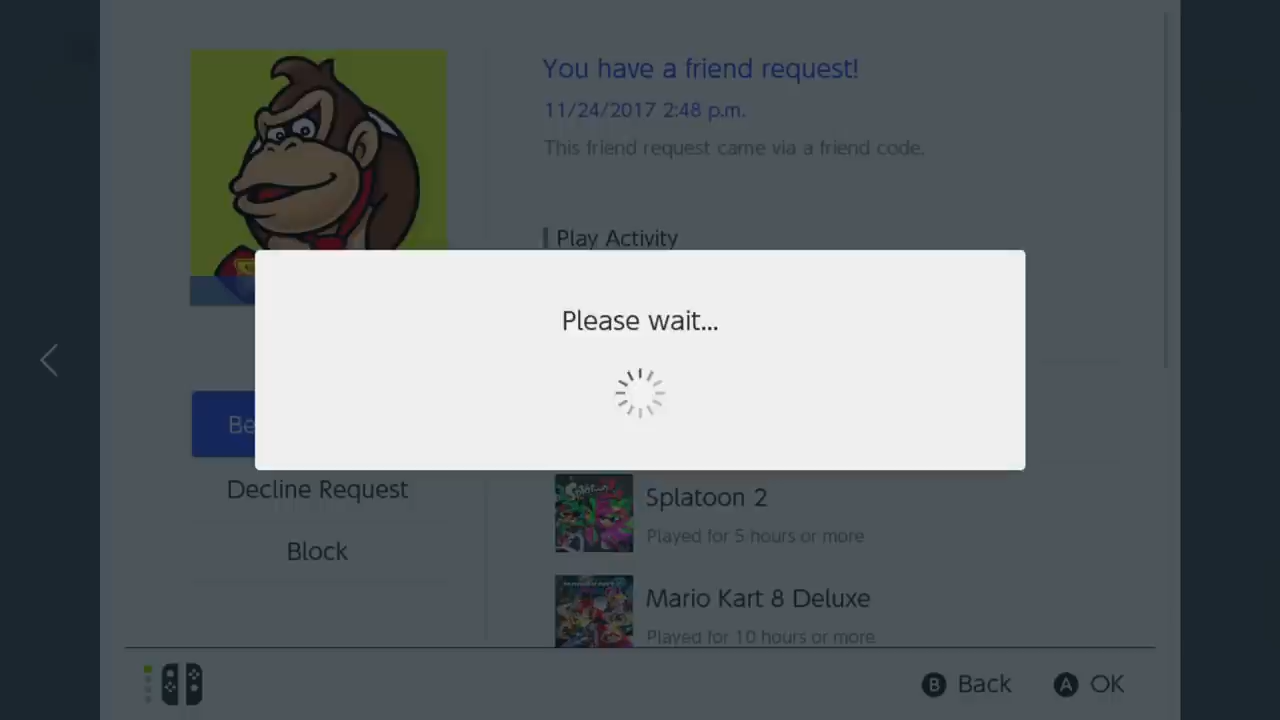 You have a friend request!
11/24/2017 2:48 p.m.
This friend request came via a friend code.
Play Activity
Please wait...
Be
Decline Request
Block
Splatoon 2
Played for 5 hours or more
Mario Kart 8 Deluxe
Played for 10 hours or more
B Back
A OK